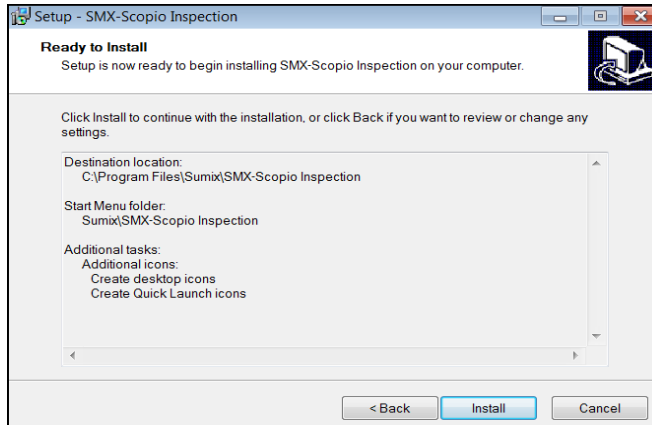 Setup - SMX-Scopio Inspection
Ready to Install
Setup is now ready to begin installing SMX-Scopio Inspection on your computer.
Click Install to continue with the installation, or click Back if you want to review or change any
settings.
Destination location:
C:\Program Files\Sumix\SMX-Scopio Inspection
Start Menu folder:
Sumix\SMX-Scopio Inspection
Additional tasks:
Additional icons:
Create desktop icons
Create Quick Launch icons
< Back
Install
Cancel